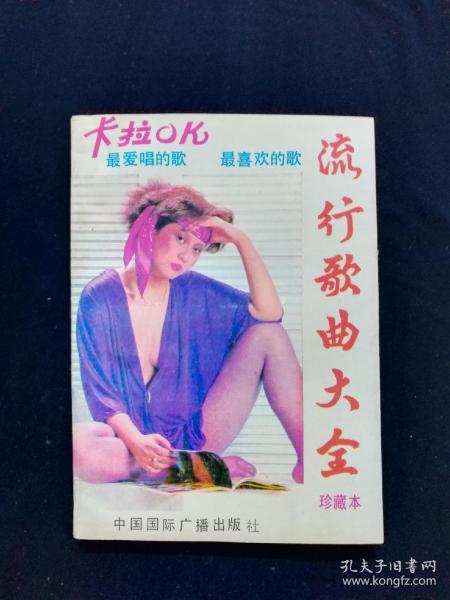 卡拉OK
最爱唱的歌 最喜欢的歌
流行歌曲大全
珍藏本
中国国际广播出版社
孔夫子旧书网
www.kongfz.com